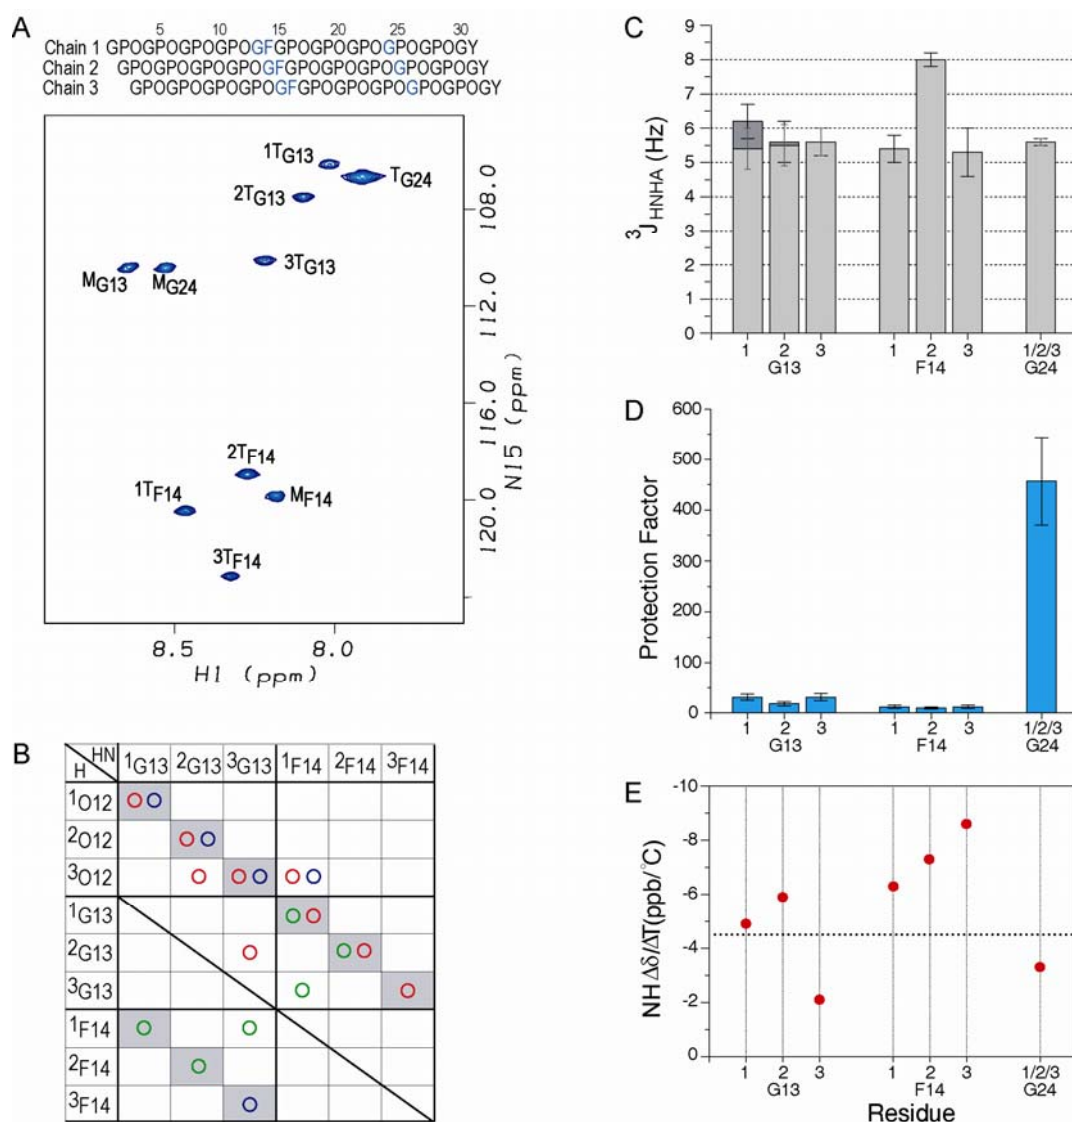 A
5 10 15 20 25 30
Chain 1 GPOGPOGPOGPOGFGPOGPOGPOGPOGPOGY
Chain 2 GPOGPOGPOGPOGFGPOGPOGPOGPOGPOGY
Chain 3 GPOGPOGPOGPOGFGPOGPOGPOGPOGPOGY
1TG13
TG24
2TG13
3TG13
MG13 MG24
2TF14
1TF14
MF14
3TF14
108.0
112.0
116.0
120.0
N15 (ppm)
8.5 8.0
H1 (ppm)
B
HN
H
1G13 2G13 3G13 1F14 2F14 3F14
1O12
2O12
3O12
1G13
2G13
3G13
1F14
2F14
3F14
C
9
8
7
6
5
4
3
2
1
0
3JHNHA (Hz)
1 2 3 1 2 3 1/2/3
G13 F14 G24
D
600
500
400
300
200
100
0
Protection Factor
1 2 3 1 2 3 1/2/3
G13 F14 G24
E
-10
-8
-6
-4
-2
0
NH Δδ/ΔT(ppb/°C)
1 2 3 1 2 3 1/2/3
G13 F14 G24
Residue